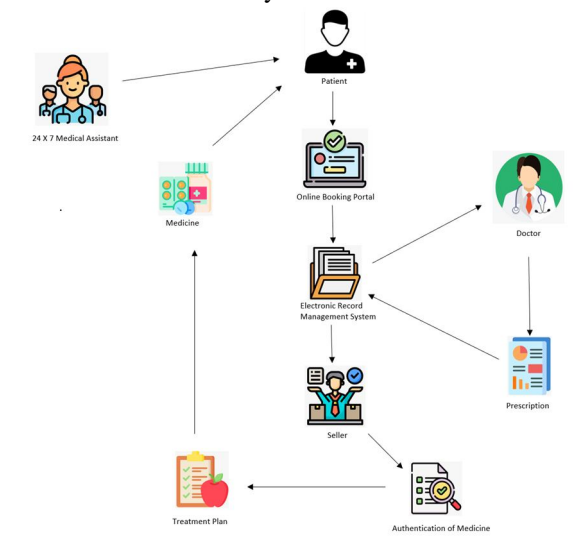 Patient
24 X 7 Medical Assistant
Medicine
Online Booking Portal
Doctor
Electronic Record
Management System
Prescription
Seller
Treatment Plan
Authentication of Medicine